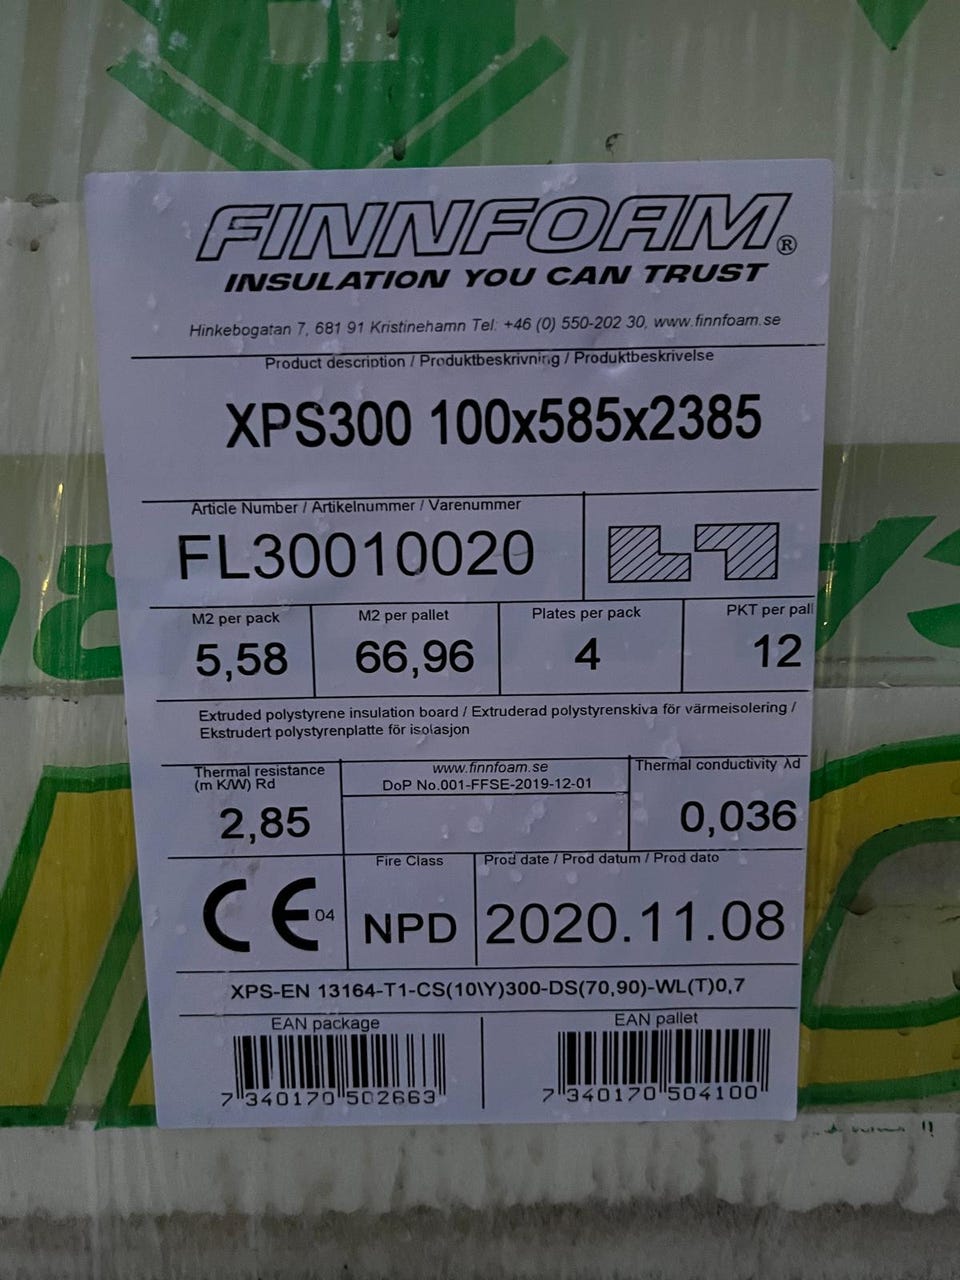 FINNFOAM®
INSULATION YOU CAN TRUST
Hinkebogatan 7, 681 91 Kristinehamn Tel: +46 (0) 550-202 30, www.finnfoam.se
Product description / Produktbeskrivning / Produktbeskrivelse
XPS300 100x585x2385
Article Number / Artikelnummer / Varenummer
FL30010020
M2 per pack
5,58
M2 per pallet
66,96
Plates per pack
4
PKT per pall
12
Extruded polystyrene insulation board / Extruderad polystyrenskiva för värmeisolering /
Ekstrudert polystyrenplatte för isolasjon
Thermal resistance
(m K/W) Rd
2,85
www.finnfoam.se
DoP No.001-FFSE-2019-12-01
Thermal conductivity λd
0,036
CE 04
Fire Class
NPD
Prod date / Prod datum / Prod dato
2020.11.08
XPS-EN 13164-T1-CS(10\Y)300-DS(70,90)-WL(T)0,7
EAN package
7 340170 502663
EAN pallet
7 340170 504100